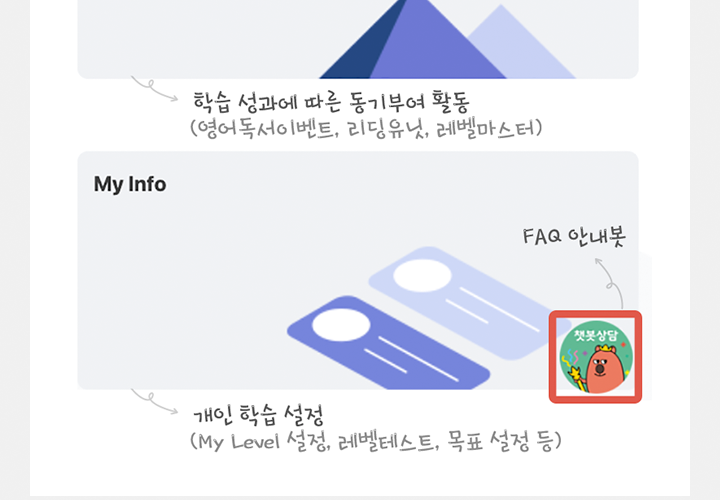 학습 성과에 따른 동기부여 활동
(영어독서이벤트, 리딩유닛, 레벨마스터)
My Info
FAQ 안내봇
챗봇상담
개인 학습 설정
(My Level 설정, 레벨테스트, 목표 설정 등)